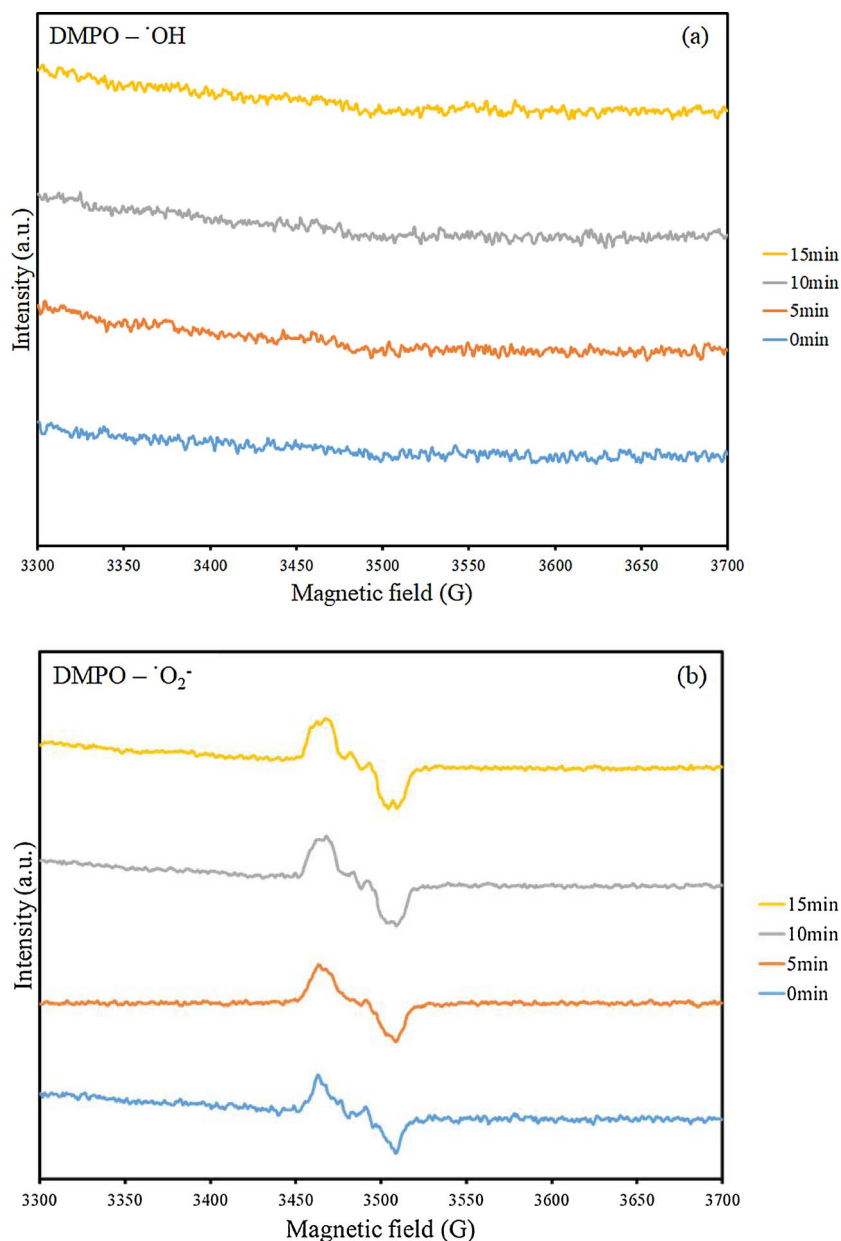 DMPO – ˙OH
(a)
Intensity (a.u.)
15min
10min
5min
0min
3300 3350 3400 3450 3500 3550 3600 3650 3700
Magnetic field (G)
DMPO – ˙O₂⁻
(b)
Intensity (a.u.)
15min
10min
5min
0min
3300 3350 3400 3450 3500 3550 3600 3650 3700
Magnetic field (G)